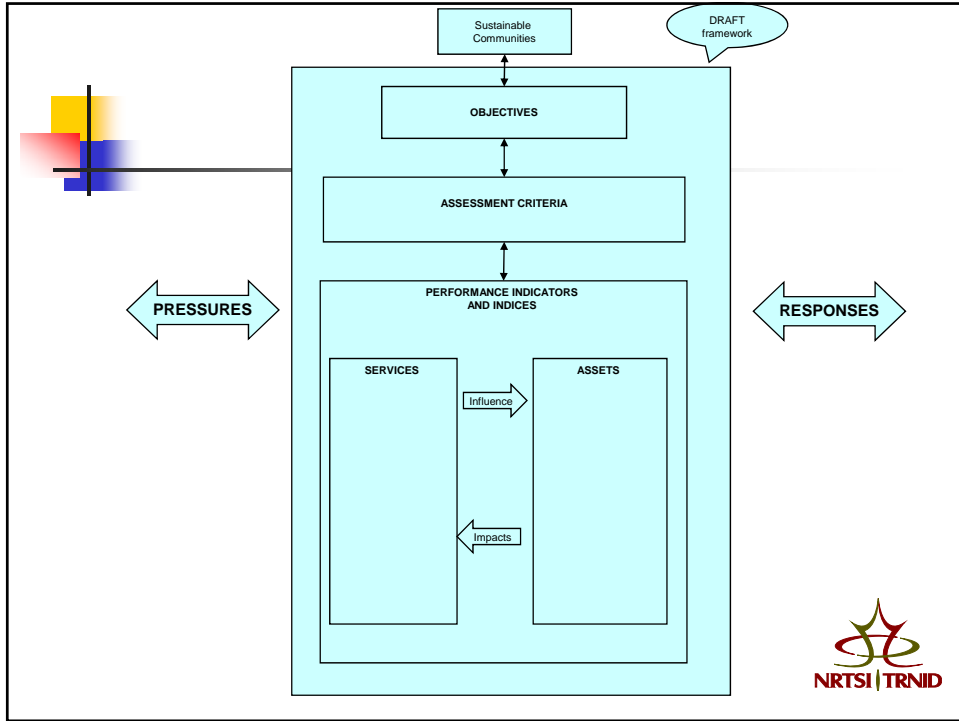 Sustainable
Communities
DRAFT
framework
OBJECTIVES
ASSESSMENT CRITERIA
PERFORMANCE INDICATORS
AND INDICES
PRESSURES
RESPONSES
SERVICES
ASSETS
Influence
Impacts
NRTSI TRNID